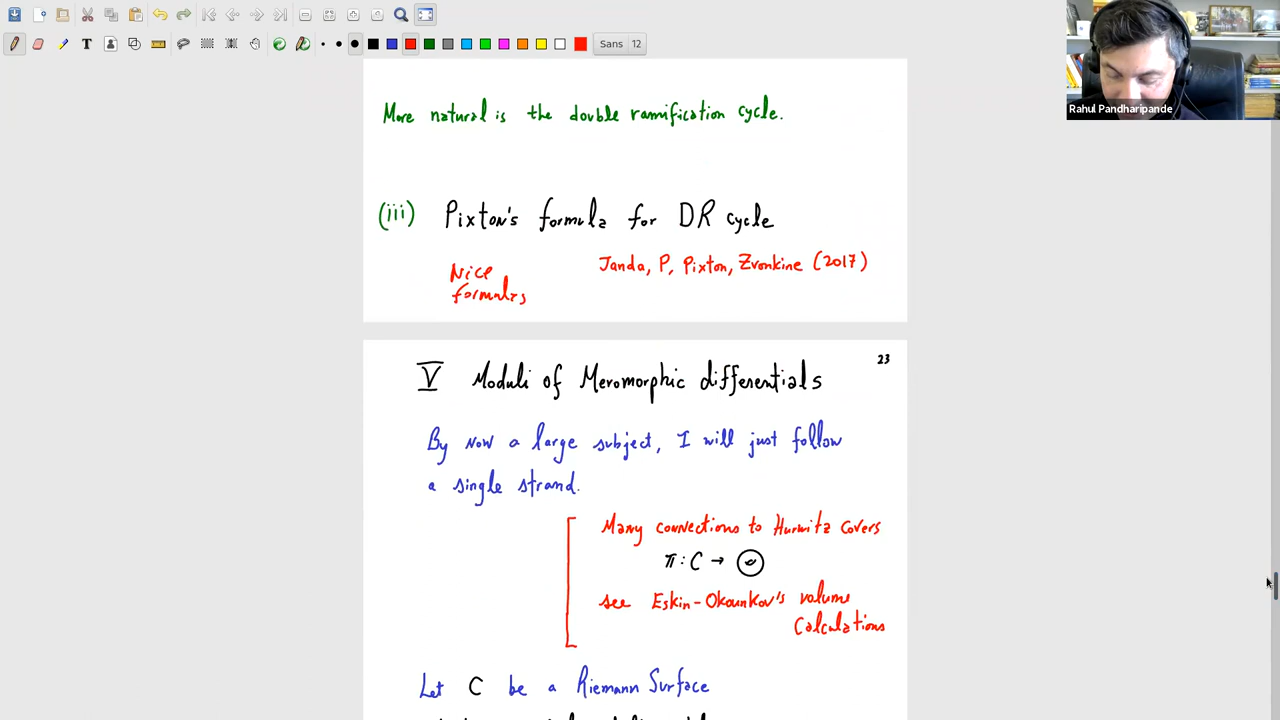 Sans 12
Rahul Pandharipande
More natural is the double ramification cycle.
(iii) Pixton's formula for DR cycle
Nice formulas
Janda, P, Pixton, Zvonkine (2017)
23
V Moduli of Meromorphic differentials
By now a large subject, I will just follow
a single strand.
Many connections to Hurwitz covers
π : C →
see Eskin-Okounkov's volume
calculations
Let C be a Riemann Surface